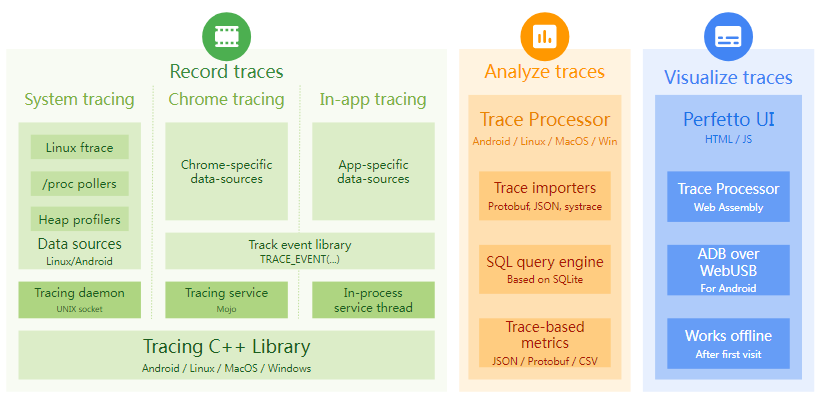 Record traces
System tracing
Linux ftrace
/proc pollers
Heap profilers
Data sources
Linux/Android
Tracing daemon
UNIX socket
Chrome tracing
Chrome-specific
data-sources
In-app tracing
App-specific
data-sources
Track event library
TRACE_EVENT(...)
Tracing service
Mojo
In-process
service thread
Tracing C++ Library
Android / Linux / MacOS / Windows
Analyze traces
Trace Processor
Android / Linux / MacOS / Win
Trace importers
Protobuf, JSON, systrace
SQL query engine
Based on SQLite
Trace-based
metrics
JSON / Protobuf / CSV
Visualize traces
Perfetto UI
HTML / JS
Trace Processor
Web Assembly
ADB over
WebUSB
For Android
Works offline
After first visit